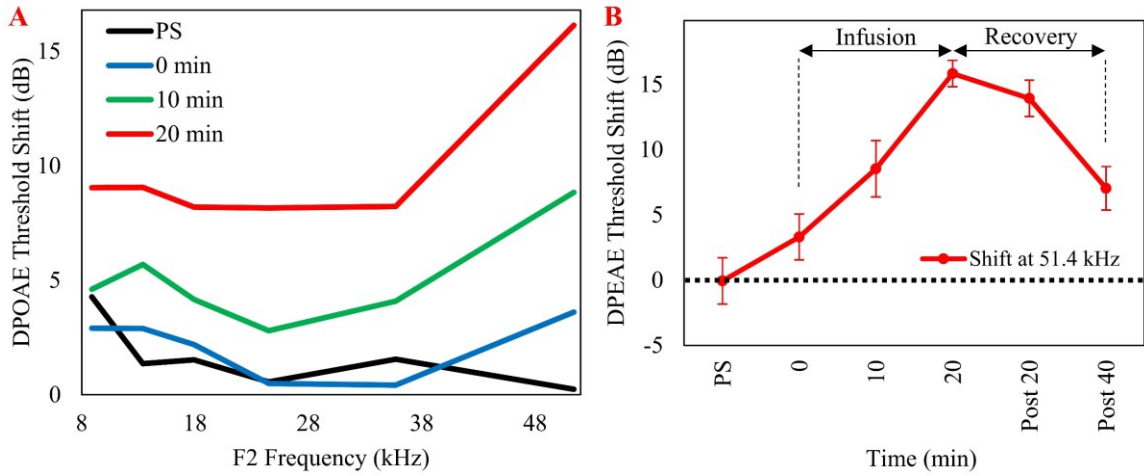 A
DPOAE Threshold Shift (dB)
15
10
5
0
PS
0 min
10 min
20 min
8
18
28
38
48
F2 Frequency (kHz)
B
DPEAE Threshold Shift (dB)
Infusion
Recovery
15
10
5
0
-5
Shift at 51.4 kHz
PS
0
10
20
Post 20
Post 40
Time (min)